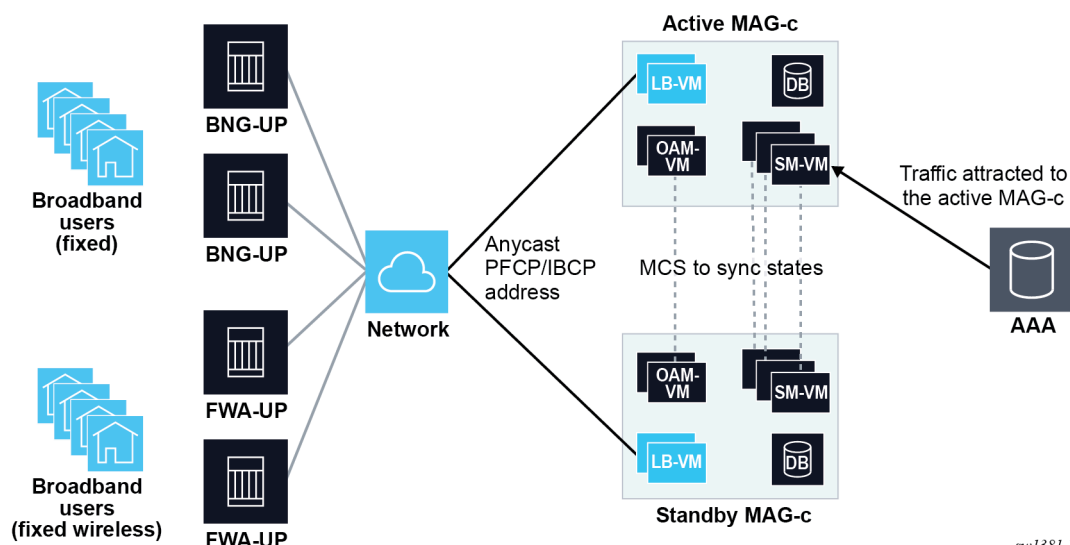 Active MAG-c
LB-VM
DB
OAM-
VM
SM-VM
BNG-UP
Broadband
users
(fixed)
BNG-UP
Traffic attracted to
the active MAG-c
Anycast
PFCP/IBCP
address
MCS to sync states
Network
AAA
OAM-
VM
SM-VM
FWA-UP
LB-VM
DB
Broadband
users
(fixed wireless)
Standby MAG-c
FWA-UP
sw1381